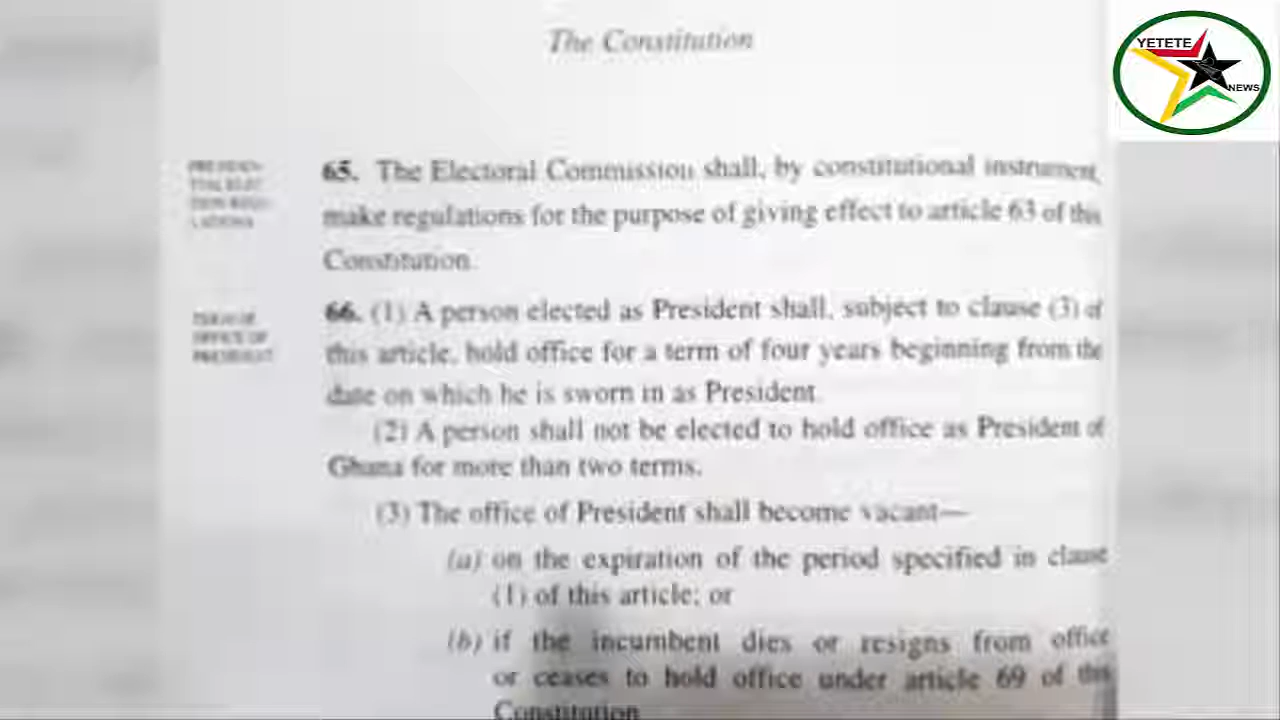 The Constitution
YETETE
NEWS
65. The Electoral Commission shall, by constitutional instrument,
make regulations for the purpose of giving effect to article 63 of this
Constitution.
TERM OF
OFFICE OF
PRESIDENT
66. (1) A person elected as President shall, subject to clause (3) of
this article, hold office for a term of four years beginning from the
date on which he is sworn in as President.
(2) A person shall not be elected to hold office as President of
Ghana for more than two terms.
(3) The office of President shall become vacant—
(a) on the expiration of the period specified in clause
(1) of this article; or
(b) if the incumbent dies or resigns from office
or ceases to hold office under article 69 of this
Constitution